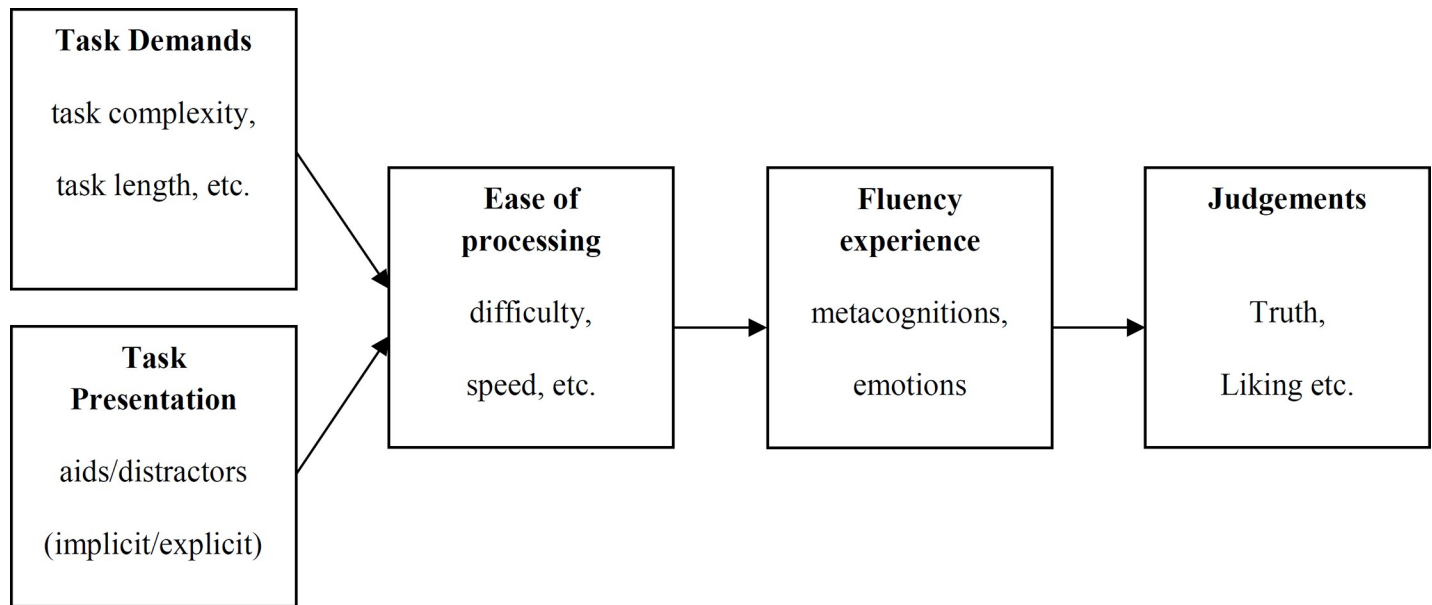 Task Demands
task complexity,
task length, etc.
Task
Presentation
aids/distractors
(implicit/explicit)
Ease of
processing
difficulty,
speed, etc.
Fluency
experience
metacognitions,
emotions
Judgements
Truth,
Liking etc.